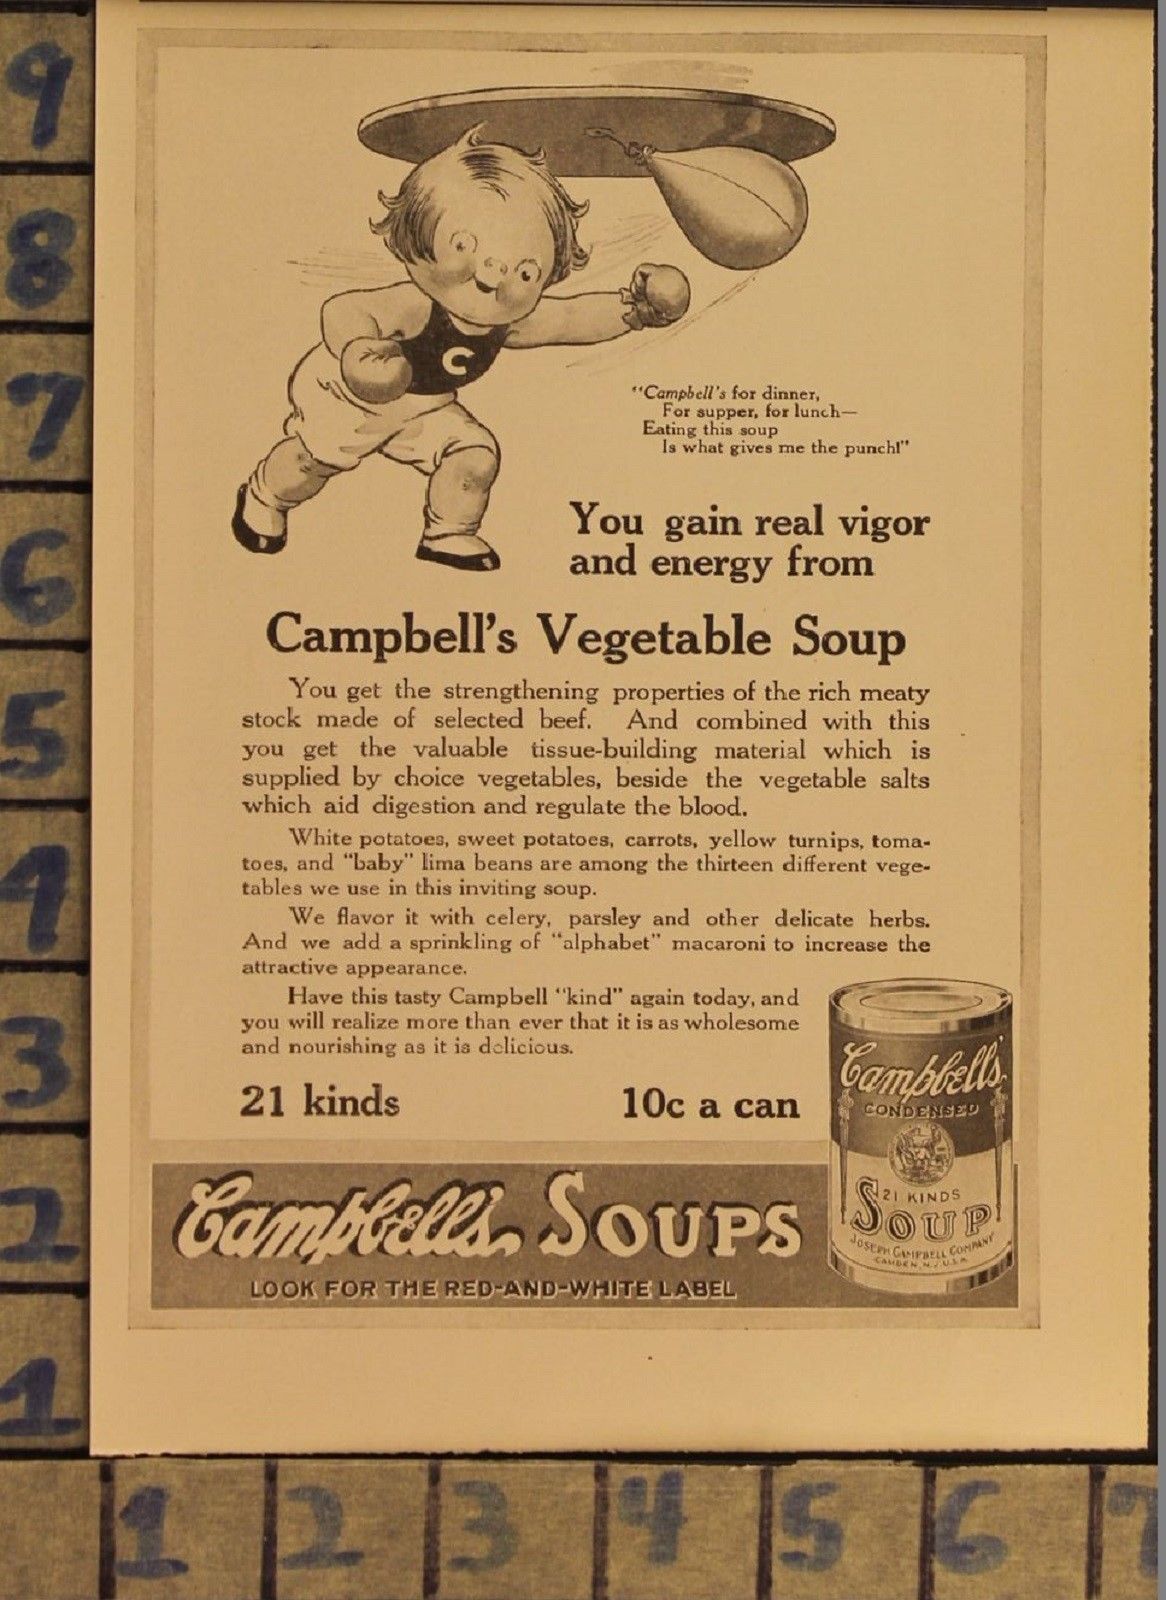 9
8
7
6
5
4
3
2
1
C
"Campbell's for dinner,
For supper, for lunch—
Eating this soup
Is what gives me the punch!"
You gain real vigor
and energy from
Campbell's Vegetable Soup
You get the strengthening properties of the rich meaty
stock made of selected beef. And combined with this
you get the valuable tissue-building material which is
supplied by choice vegetables, beside the vegetable salts
which aid digestion and regulate the blood.
White potatoes, sweet potatoes, carrots, yellow turnips, toma-
toes, and "baby" lima beans are among the thirteen different vege-
tables we use in this inviting soup.
We flavor it with celery, parsley and other delicate herbs.
And we add a sprinkling of "alphabet" macaroni to increase the
attractive appearance.
Have this tasty Campbell "kind" again today, and
you will realize more than ever that it is as wholesome
and nourishing as it is delicious.
21 kinds 10c a can
Campbell's
CONDENSED
21 KINDS
SOUP
JOSEPH CAMPBELL COMPANY
CAMDEN, N.J. U.S.A.
Campbell's SOUPS
LOOK FOR THE RED-AND-WHITE LABEL
1 2 3 4 5 6 7